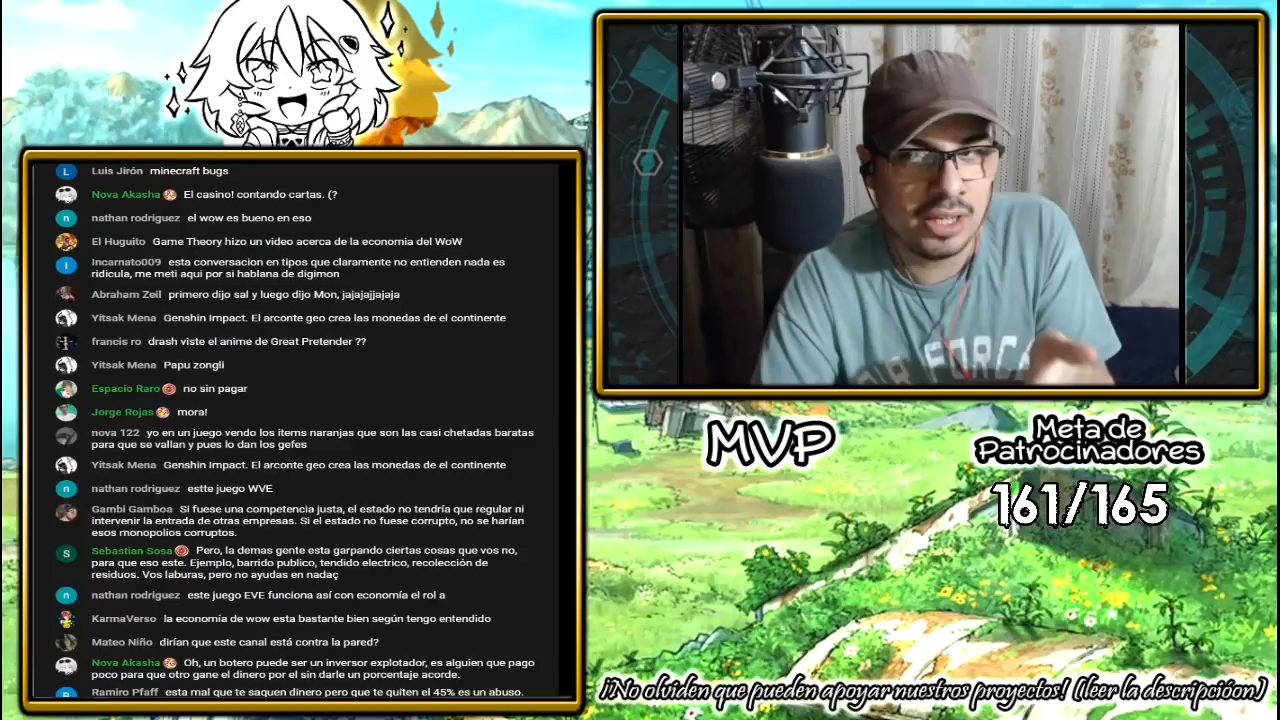 Luis Jirón minecraft bugs
Nova Akasha El casino! contando cartas. (?
nathan rodriguez el wow es bueno en eso
El Huguito Game Theory hizo un video acerca de la economia del WoW
Incarnato009 esta conversacion en tipos que claramente no entienden nada es
ridicula, me meti aqui por si hablana de digimon
Abraham Zeil primero dijo sal y luego dijo Mon, jajajajjajaja
Yitsak Mena Genshin Impact. El arconte geo crea las monedas de el continente
francis ro drash viste el anime de Great Pretender ??
Yitsak Mena Papu zongli
Espacio Raro no sin pagar
Jorge Rojas mora!
nova 122 yo en un juego vendo los items naranjas que son las casi chetadas baratas
para que se vallan y pues lo dan los gefes
Yitsak Mena Genshin Impact. El arconte geo crea las monedas de el continente
nathan rodriguez estte juego WVE
Gambi Gamboa Si fuese una competencia justa, el estado no tendría que regular ni
intervenir la entrada de otras empresas. Si el estado no fuese corrupto, no se harían
esos monopolios corruptos.
Sebastian Sosa Pero, la demas gente esta garpando ciertas cosas que vos no,
para que eso este. Ejemplo, barrido publico, tendido electrico, recolección de
residuos. Vos laburas, pero no ayudas en nadaç
nathan rodriguez este juego EVE funciona así con economía el rol a
KarmaVerso la economía de wow esta bastante bien según tengo entendido
Mateo Niño dirían que este canal está contra la pared?
Nova Akasha Oh, un botero puede ser un inversor explotador, es alguien que pago
poco para que otro gane el dinero por el sin darle un porcentaje acorde.
Ramiro Pfaff esta mal que te saquen dinero pero que te quiten el 45% es un abuso.
AIR FORCE
MVP
Meta de
Patrocinadores
161/165
¡¡No olviden que pueden apoyar nuestros proyectos! (leer la descripcióon)